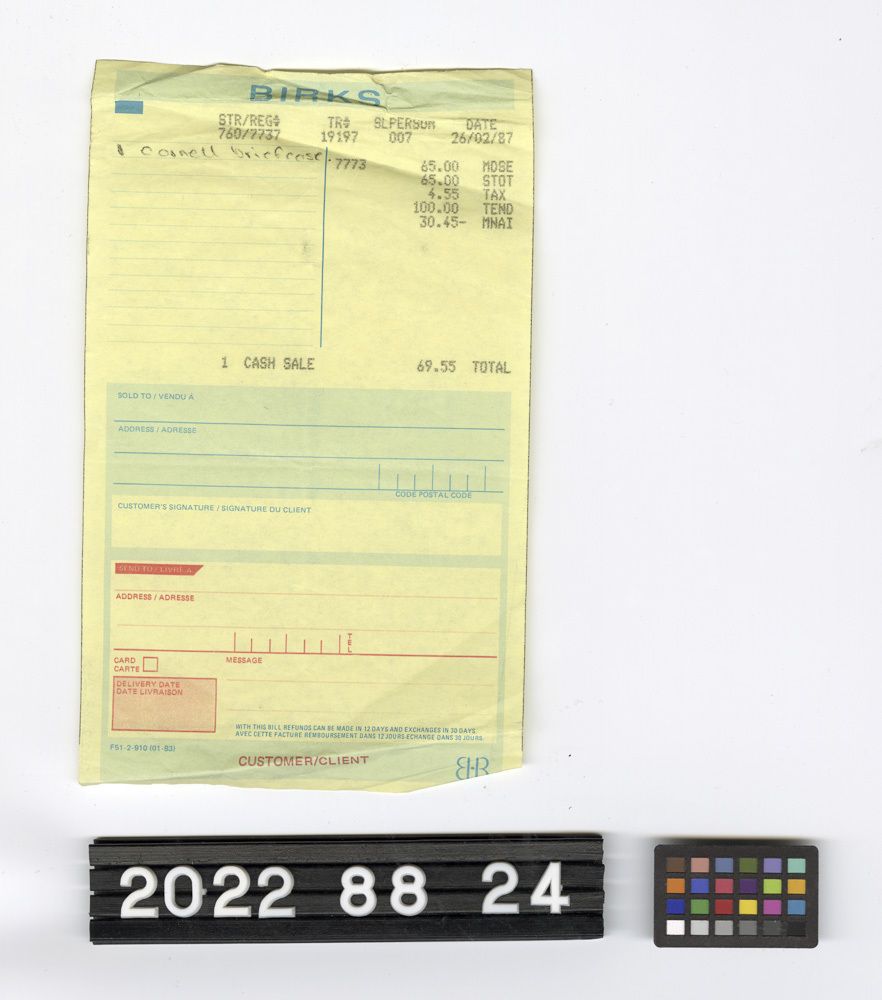 BIRKS
STR/REG# TR# SLPERSON DATE
760/7737 19197 007 26/02/87
1 Cornell briefcase 7773 65.00 MDSE
65.00 STOT
4.55 TAX
100.00 TEND
30.45- MNAI
1 CASH SALE 69.55 TOTAL
SOLD TO / VENDU À
ADDRESS / ADRESSE
CODE POSTAL CODE
CUSTOMER'S SIGNATURE / SIGNATURE DU CLIENT
SEND TO / LIVRÉ À
ADDRESS / ADRESSE
TEL
CARD MESSAGE
CARTE
DELIVERY DATE
DATE LIVRAISON
WITH THIS BILL REFUNDS CAN BE MADE IN 12 DAYS AND EXCHANGES IN 30 DAYS.
AVEC CETTE FACTURE REMBOURSEMENT DANS 12 JOURS-ECHANGE DANS 30 JOURS.
F51-2-910 (01-83)
CUSTOMER/CLIENT
2022 88 24